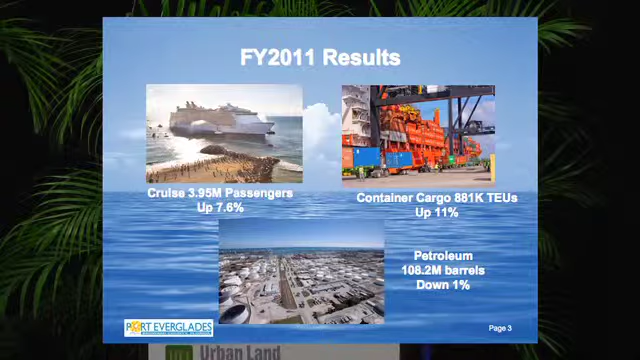 FY2011 Results
Cruise 3.95M Passengers
Up 7.6%
Container Cargo 881K TEUs
Up 11%
Petroleum
108.2M barrels
Down 1%
PORT EVERGLADES
Page 3
Urban Land